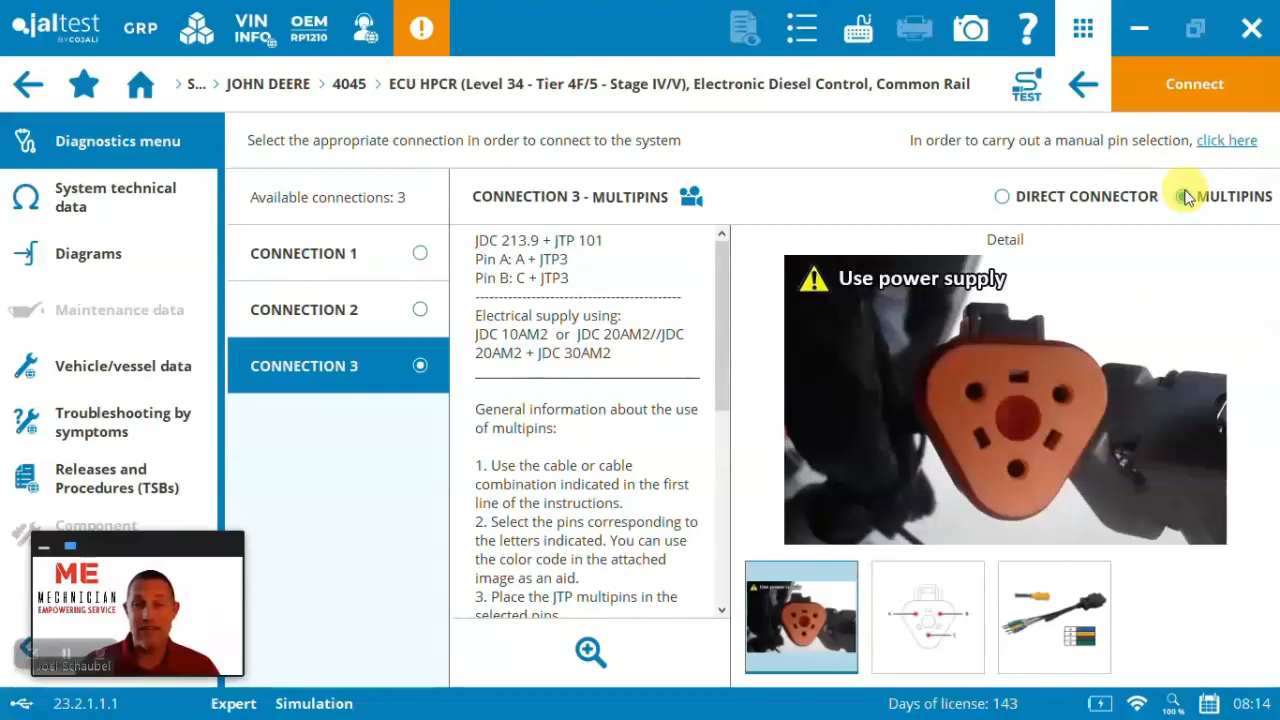 jaltest
BY COJALI
GRP
VIN
INFO
OEM
RP1210
S...
JOHN DEERE
4045
ECU HPCR (Level 34 - Tier 4F/5 - Stage IV/V), Electronic Diesel Control, Common Rail
TEST
Connect
Diagnostics menu
System technical
data
Diagrams
Maintenance data
Vehicle/vessel data
Troubleshooting by
symptoms
Releases and
Procedures (TSBs)
Component
Select the appropriate connection in order to connect to the system
In order to carry out a manual pin selection, click here
Available connections: 3
CONNECTION 1
CONNECTION 2
CONNECTION 3
CONNECTION 3 - MULTIPINS
DIRECT CONNECTOR
MULTIPINS
JDC 213.9 + JTP 101
Pin A: A + JTP3
Pin B: C + JTP3
--------------------------------------------
Electrical supply using:
JDC 10AM2 or JDC 20AM2//JDC
20AM2 + JDC 30AM2
General information about the use
of multipins:
1. Use the cable or cable
combination indicated in the first
line of the instructions.
2. Select the pins corresponding to
the letters indicated. You can use
the color code in the attached
image as an aid.
3. Place the JTP multipins in the
selected pins
Detail
Use power supply
Use power supply
A
B
C
ME
MECHNICIAN
EMPOWERING SERVICE
Joel Schaubel
23.2.1.1.1
Expert
Simulation
Days of license: 143
100 %
08:14